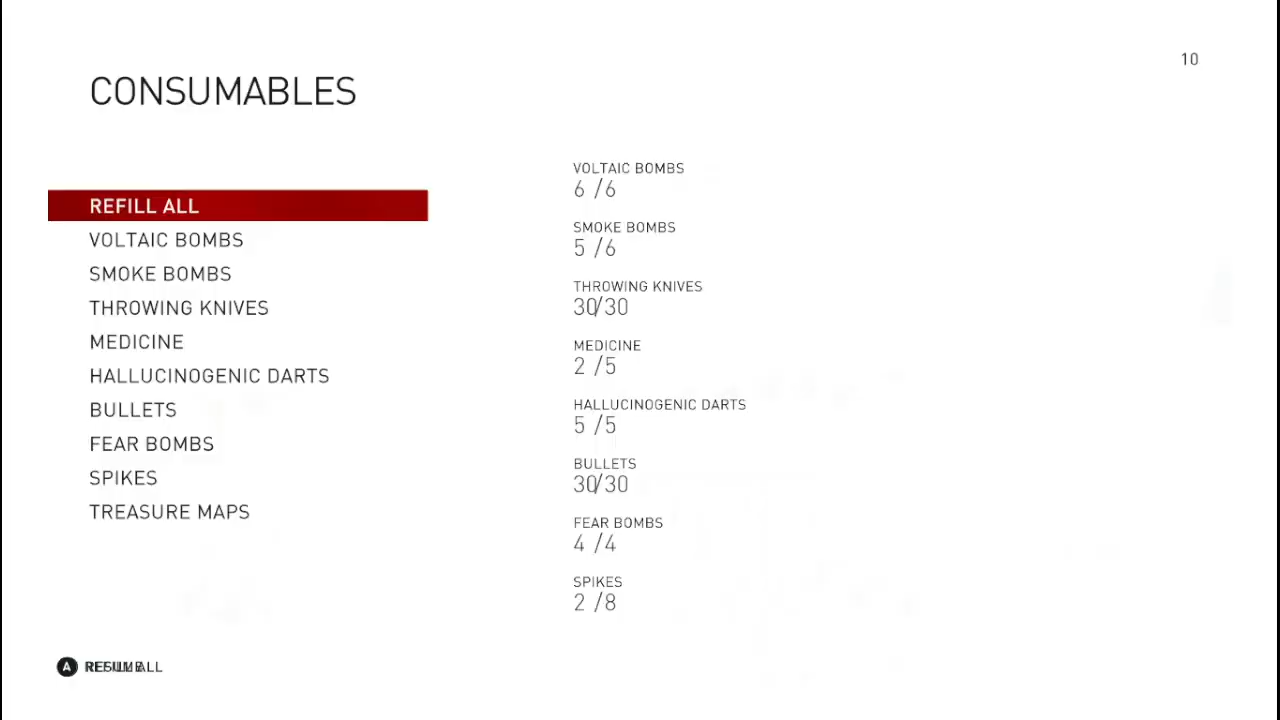 10
CONSUMABLES
REFILL ALL
VOLTAIC BOMBS
SMOKE BOMBS
THROWING KNIVES
MEDICINE
HALLUCINOGENIC DARTS
BULLETS
FEAR BOMBS
SPIKES
TREASURE MAPS
VOLTAIC BOMBS
6 /6
SMOKE BOMBS
5 /6
THROWING KNIVES
30/30
MEDICINE
2 /5
HALLUCINOGENIC DARTS
5 /5
BULLETS
30/30
FEAR BOMBS
4 /4
SPIKES
2 /8
A